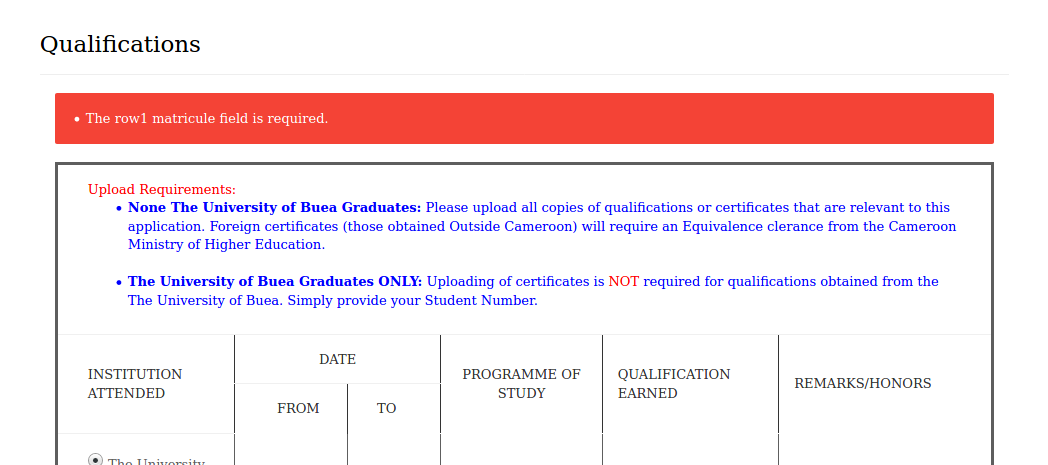 Qualifications
The row1 matricule field is required.
Upload Requirements:
None The University of Buea Graduates: Please upload all copies of qualifications or certificates that are relevant to this
application. Foreign certificates (those obtained Outside Cameroon) will require an Equivalence clerance from the Cameroon
Ministry of Higher Education.
The University of Buea Graduates ONLY: Uploading of certificates is NOT required for qualifications obtained from the
The University of Buea. Simply provide your Student Number.
INSTITUTION
ATTENDED
DATE
FROM
TO
PROGRAMME OF
STUDY
QUALIFICATION
EARNED
REMARKS/HONORS
The University